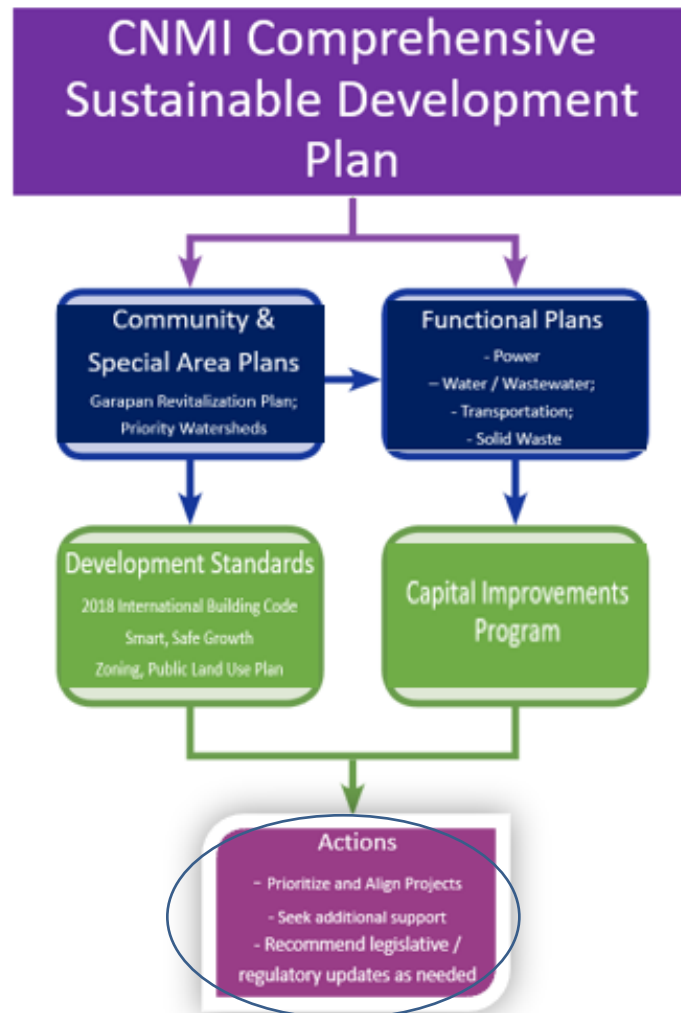 CNMI Comprehensive
Sustainable Development
Plan
Community &
Special Area Plans
Garapan Revitalization Plan;
Priority Watersheds
Functional Plans
- Power
– Water / Wastewater;
- Transportation;
- Solid Waste
Development Standards
2018 International Building Code
Smart, Safe Growth
Zoning, Public Land Use Plan
Capital Improvements
Program
Actions
– Prioritize and Align Projects
- Seek additional support
- Recommend legislative /
regulatory updates as needed